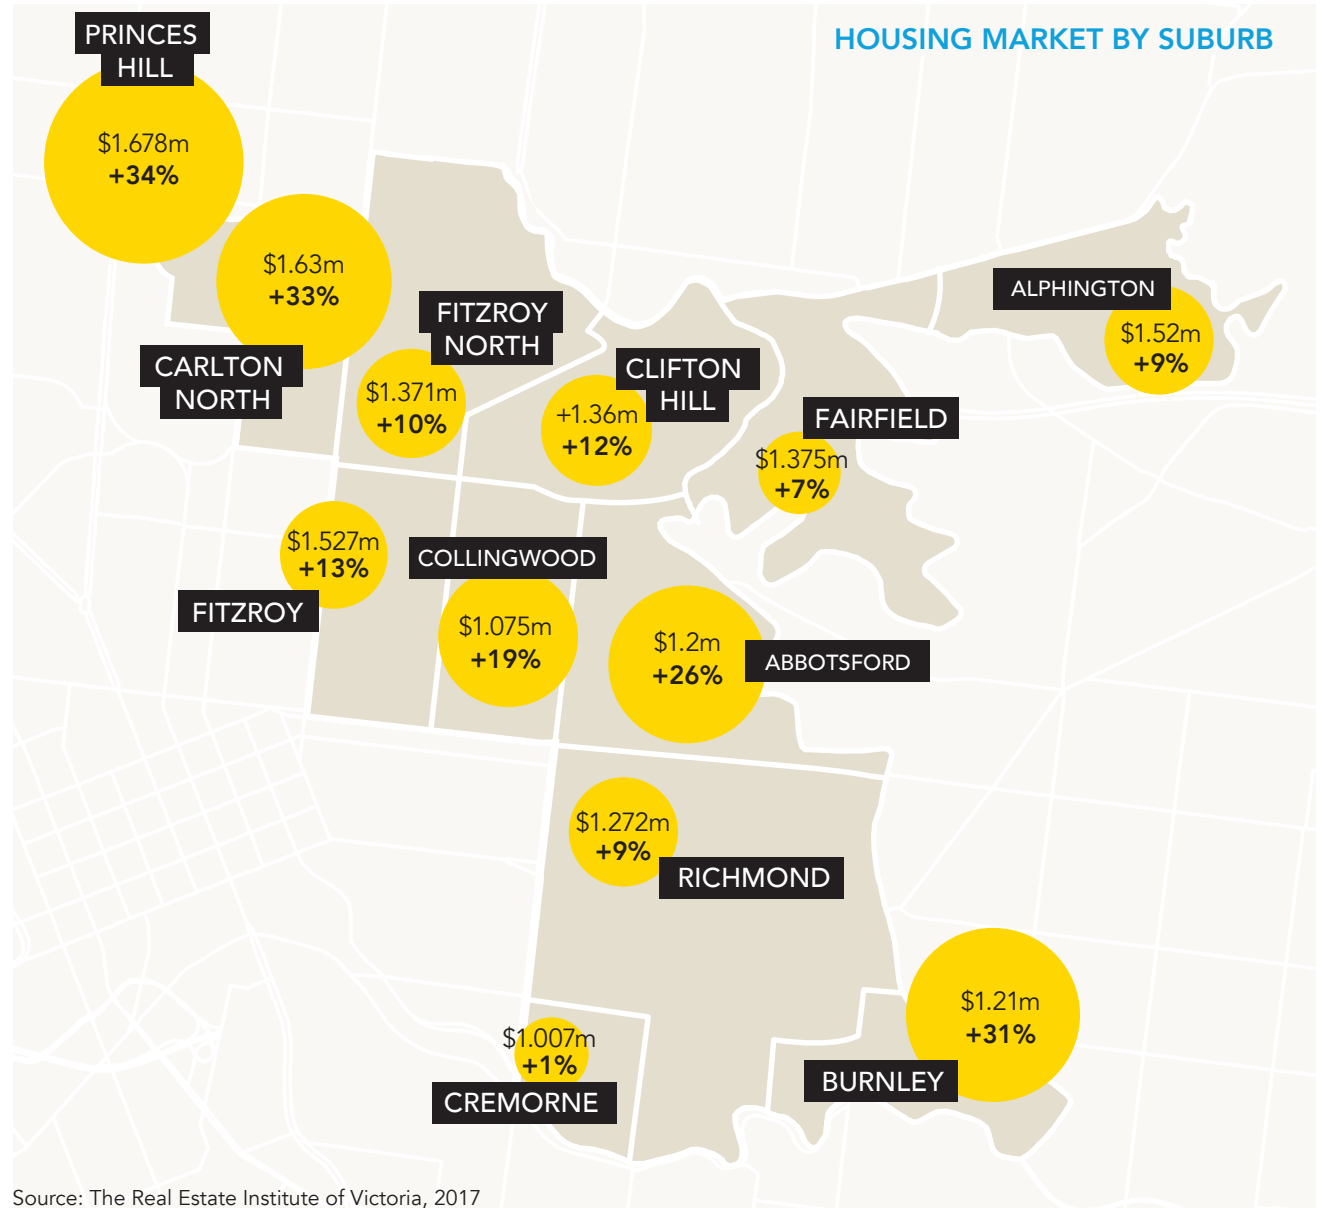 HOUSING MARKET BY SUBURB
PRINCES
HILL
$1.678m
+34%
$1.63m
+33%
CARLTON
NORTH
FITZROY
NORTH
$1.371m
+10%
CLIFTON
HILL
+1.36m
+12%
ALPHINGTON
$1.52m
+9%
FAIRFIELD
$1.375m
+7%
$1.527m
+13%
FITZROY
COLLINGWOOD
$1.075m
+19%
$1.2m
+26%
ABBOTSFORD
$1.272m
+9%
RICHMOND
$1.21m
+31%
BURNLEY
$1.007m
+1%
CREMORNE
Source: The Real Estate Institute of Victoria, 2017